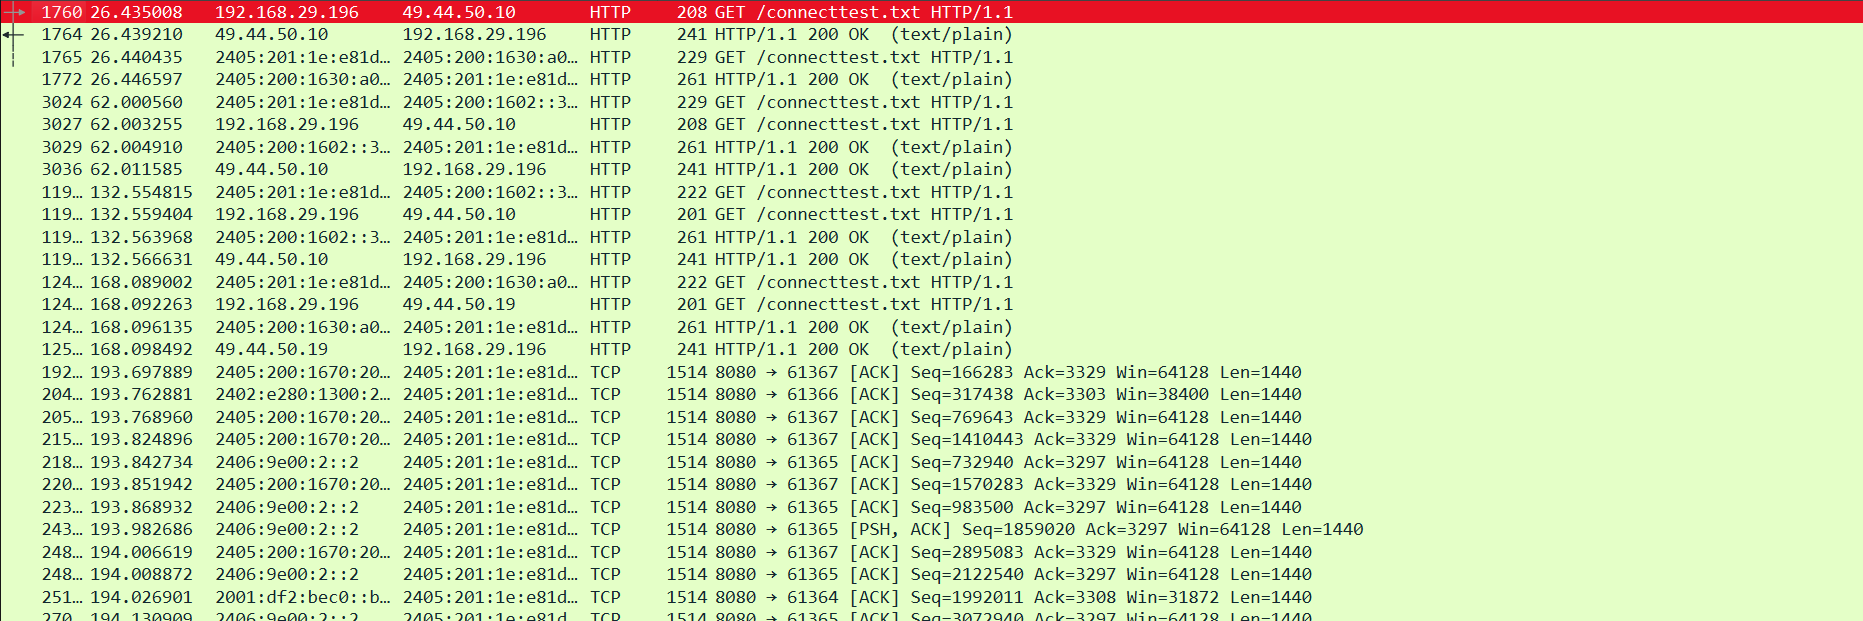 1760 26.435008 192.168.29.196 49.44.50.10 HTTP 208 GET /connecttest.txt HTTP/1.1
1764 26.439210 49.44.50.10 192.168.29.196 HTTP 241 HTTP/1.1 200 OK (text/plain)
1765 26.440435 2405:201:1e:e81d… 2405:200:1630:a0… HTTP 229 GET /connecttest.txt HTTP/1.1
1772 26.446597 2405:200:1630:a0… 2405:201:1e:e81d… HTTP 261 HTTP/1.1 200 OK (text/plain)
3024 62.000560 2405:201:1e:e81d… 2405:200:1602::3… HTTP 229 GET /connecttest.txt HTTP/1.1
3027 62.003255 192.168.29.196 49.44.50.10 HTTP 208 GET /connecttest.txt HTTP/1.1
3029 62.004910 2405:200:1602::3… 2405:201:1e:e81d… HTTP 261 HTTP/1.1 200 OK (text/plain)
3036 62.011585 49.44.50.10 192.168.29.196 HTTP 241 HTTP/1.1 200 OK (text/plain)
119… 132.554815 2405:201:1e:e81d… 2405:200:1602::3… HTTP 222 GET /connecttest.txt HTTP/1.1
119… 132.559404 192.168.29.196 49.44.50.10 HTTP 201 GET /connecttest.txt HTTP/1.1
119… 132.563968 2405:200:1602::3… 2405:201:1e:e81d… HTTP 261 HTTP/1.1 200 OK (text/plain)
119… 132.566631 49.44.50.10 192.168.29.196 HTTP 241 HTTP/1.1 200 OK (text/plain)
124… 168.089002 2405:201:1e:e81d… 2405:200:1630:a0… HTTP 222 GET /connecttest.txt HTTP/1.1
124… 168.092263 192.168.29.196 49.44.50.19 HTTP 201 GET /connecttest.txt HTTP/1.1
124… 168.096135 2405:200:1630:a0… 2405:201:1e:e81d… HTTP 261 HTTP/1.1 200 OK (text/plain)
125… 168.098492 49.44.50.19 192.168.29.196 HTTP 241 HTTP/1.1 200 OK (text/plain)
192… 193.697889 2405:200:1670:20… 2405:201:1e:e81d… TCP 1514 8080 → 61367 [ACK] Seq=166283 Ack=3329 Win=64128 Len=1440
204… 193.762881 2402:e280:1300:2… 2405:201:1e:e81d… TCP 1514 8080 → 61366 [ACK] Seq=317438 Ack=3303 Win=38400 Len=1440
205… 193.768960 2405:200:1670:20… 2405:201:1e:e81d… TCP 1514 8080 → 61367 [ACK] Seq=769643 Ack=3329 Win=64128 Len=1440
215… 193.824896 2405:200:1670:20… 2405:201:1e:e81d… TCP 1514 8080 → 61367 [ACK] Seq=1410443 Ack=3329 Win=64128 Len=1440
218… 193.842734 2406:9e00:2::2 2405:201:1e:e81d… TCP 1514 8080 → 61365 [ACK] Seq=732940 Ack=3297 Win=64128 Len=1440
220… 193.851942 2405:200:1670:20… 2405:201:1e:e81d… TCP 1514 8080 → 61367 [ACK] Seq=1570283 Ack=3329 Win=64128 Len=1440
223… 193.868932 2406:9e00:2::2 2405:201:1e:e81d… TCP 1514 8080 → 61365 [ACK] Seq=983500 Ack=3297 Win=64128 Len=1440
243… 193.982686 2406:9e00:2::2 2405:201:1e:e81d… TCP 1514 8080 → 61365 [PSH, ACK] Seq=1859020 Ack=3297 Win=64128 Len=1440
248… 194.006619 2405:200:1670:20… 2405:201:1e:e81d… TCP 1514 8080 → 61367 [ACK] Seq=2895083 Ack=3329 Win=64128 Len=1440
248… 194.008872 2406:9e00:2::2 2405:201:1e:e81d… TCP 1514 8080 → 61365 [ACK] Seq=2122540 Ack=3297 Win=64128 Len=1440
251… 194.026901 2001:df2:bec0::b… 2405:201:1e:e81d… TCP 1514 8080 → 61364 [ACK] Seq=1992011 Ack=3308 Win=31872 Len=1440
270… 194.130909 2406:9e00:2::2 2405:201:1e:e81d… TCP 1514 8080 → 61365 [ACK] Seq=3072940 Ack=3297 Win=64128 Len=1440